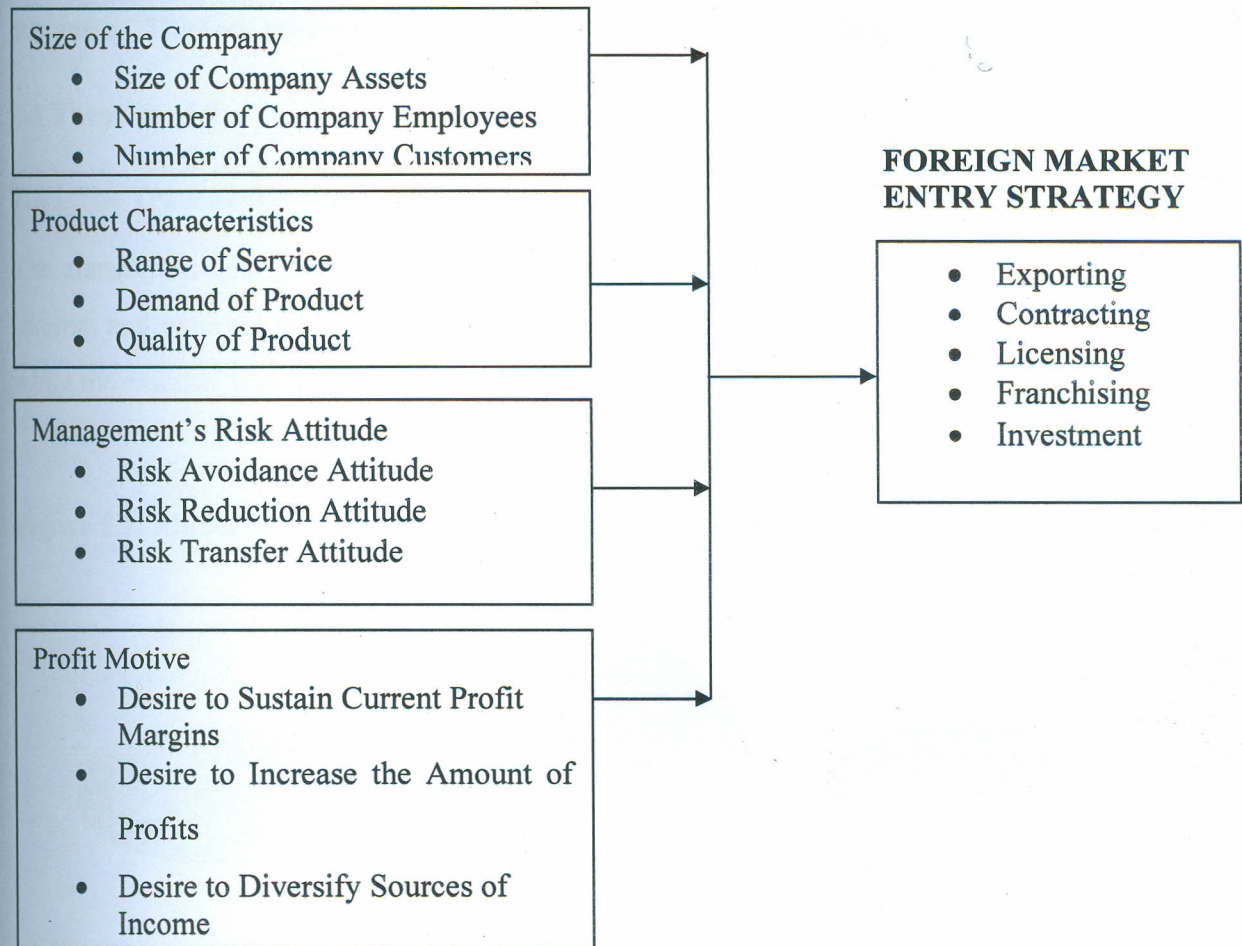 Size of the Company
• Size of Company Assets
• Number of Company Employees
• Number of Company Customers
Product Characteristics
• Range of Service
• Demand of Product
• Quality of Product
Management's Risk Attitude
• Risk Avoidance Attitude
• Risk Reduction Attitude
• Risk Transfer Attitude
Profit Motive
• Desire to Sustain Current Profit
Margins
• Desire to Increase the Amount of
Profits
• Desire to Diversify Sources of
Income
FOREIGN MARKET
ENTRY STRATEGY
• Exporting
• Contracting
• Licensing
• Franchising
• Investment